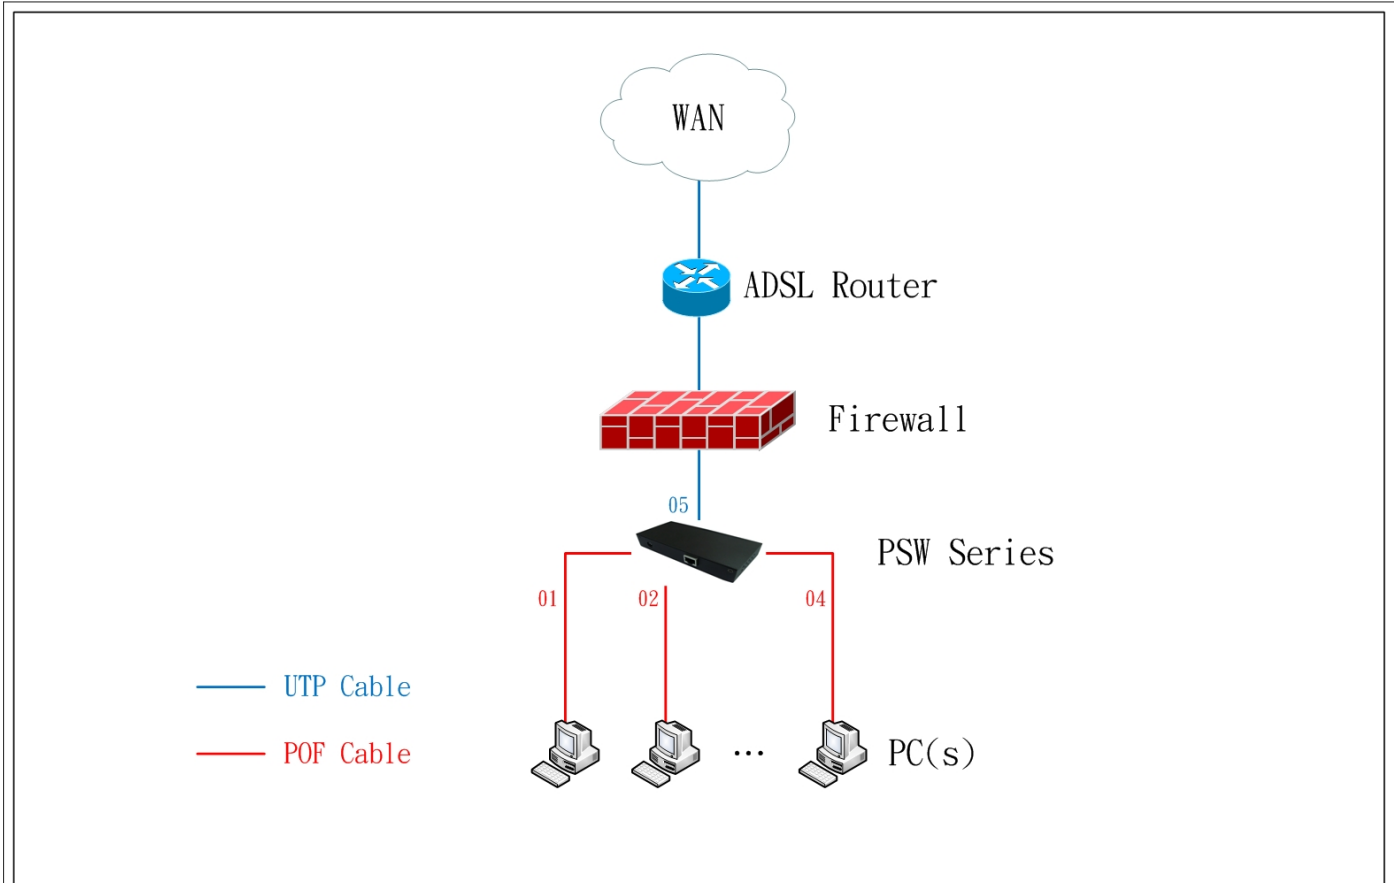 WAN
ADSL Router
Firewall
05
PSW Series
01
02
04
UTP Cable
POF Cable
...
PC(s)